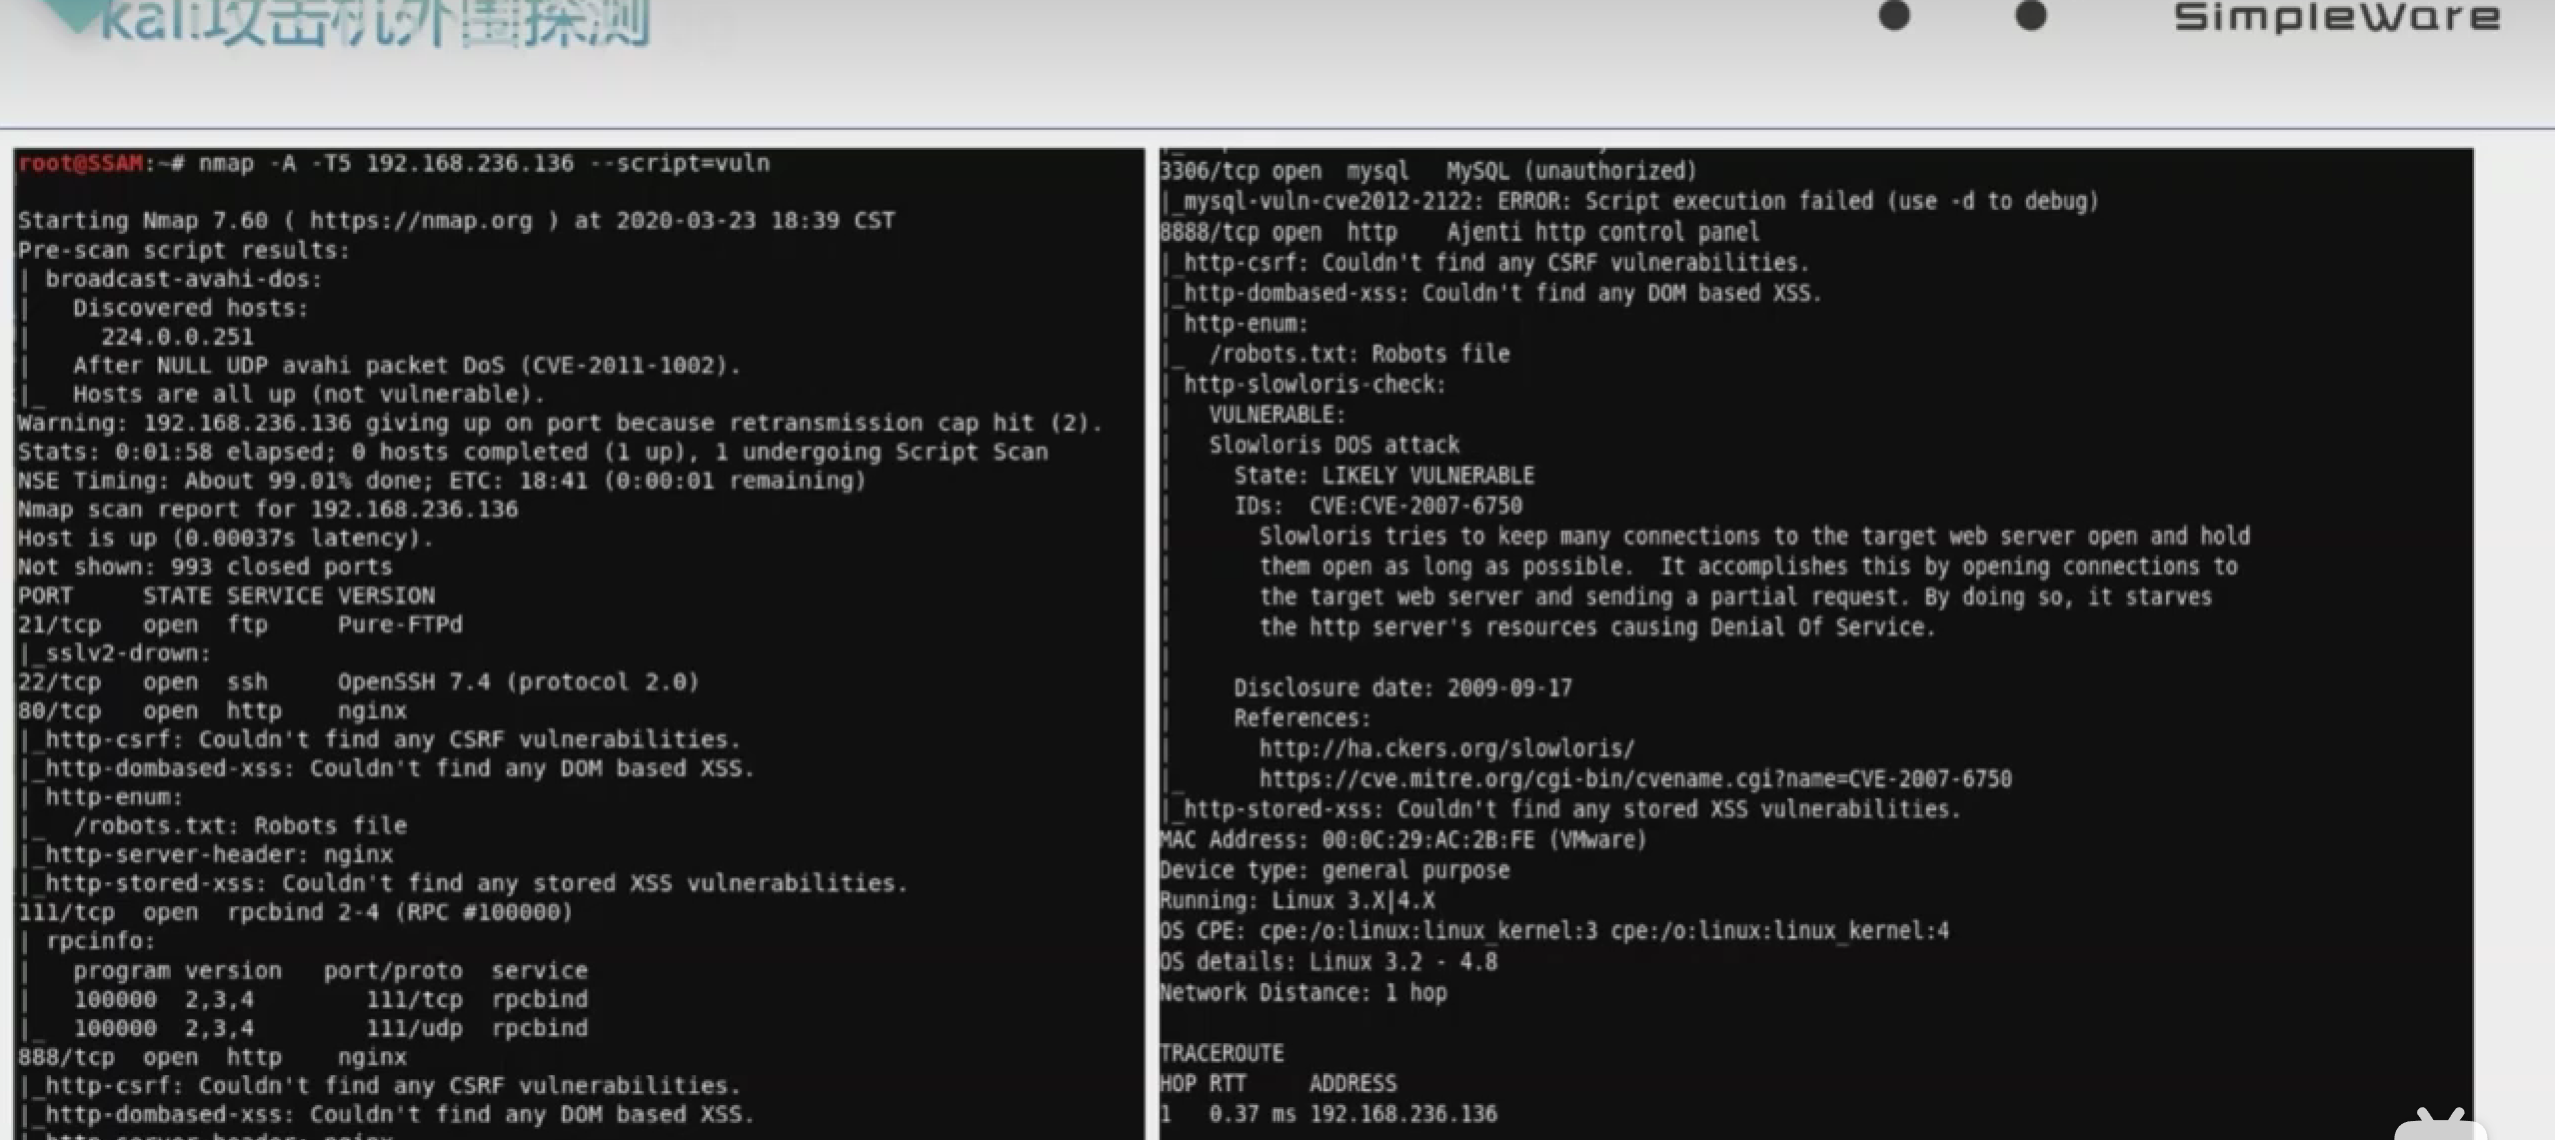 kali攻击机外围探测
SimpleWare
root@SSAM:~# nmap -A -T5 192.168.236.136 --script=vuln
Starting Nmap 7.60 ( https://nmap.org ) at 2020-03-23 18:39 CST
Pre-scan script results:
| broadcast-avahi-dos:
|   Discovered hosts:
|     224.0.0.251
|   After NULL UDP avahi packet DoS (CVE-2011-1002).
|_  Hosts are all up (not vulnerable).
Warning: 192.168.236.136 giving up on port because retransmission cap hit (2).
Stats: 0:01:58 elapsed; 0 hosts completed (1 up), 1 undergoing Script Scan
NSE Timing: About 99.01% done; ETC: 18:41 (0:00:01 remaining)
Nmap scan report for 192.168.236.136
Host is up (0.00037s latency).
Not shown: 993 closed ports
PORT     STATE SERVICE VERSION
21/tcp   open  ftp     Pure-FTPd
|_sslv2-drown:
22/tcp   open  ssh     OpenSSH 7.4 (protocol 2.0)
80/tcp   open  http    nginx
|_http-csrf: Couldn't find any CSRF vulnerabilities.
|_http-dombased-xss: Couldn't find any DOM based XSS.
| http-enum:
|_  /robots.txt: Robots file
|_http-server-header: nginx
|_http-stored-xss: Couldn't find any stored XSS vulnerabilities.
111/tcp  open  rpcbind 2-4 (RPC #100000)
| rpcinfo:
|   program version   port/proto  service
|   100000  2,3,4        111/tcp  rpcbind
|_  100000  2,3,4        111/udp  rpcbind
888/tcp  open  http    nginx
|_http-csrf: Couldn't find any CSRF vulnerabilities.
|_http-dombased-xss: Couldn't find any DOM based XSS.
3306/tcp open  mysql   MySQL (unauthorized)
|_mysql-vuln-cve2012-2122: ERROR: Script execution failed (use -d to debug)
8888/tcp open  http    Ajenti http control panel
|_http-csrf: Couldn't find any CSRF vulnerabilities.
|_http-dombased-xss: Couldn't find any DOM based XSS.
| http-enum:
|_  /robots.txt: Robots file
| http-slowloris-check:
|   VULNERABLE:
|   Slowloris DOS attack
|     State: LIKELY VULNERABLE
|     IDs:  CVE:CVE-2007-6750
|       Slowloris tries to keep many connections to the target web server open and hold
|       them open as long as possible.  It accomplishes this by opening connections to
|       the target web server and sending a partial request. By doing so, it starves
|       the http server's resources causing Denial Of Service.
|
|     Disclosure date: 2009-09-17
|     References:
|       http://ha.ckers.org/slowloris/
|_      https://cve.mitre.org/cgi-bin/cvename.cgi?name=CVE-2007-6750
|_http-stored-xss: Couldn't find any stored XSS vulnerabilities.
MAC Address: 00:0C:29:AC:2B:FE (VMware)
Device type: general purpose
Running: Linux 3.X|4.X
OS CPE: cpe:/o:linux:linux_kernel:3 cpe:/o:linux:linux_kernel:4
OS details: Linux 3.2 - 4.8
Network Distance: 1 hop
TRACEROUTE
HOP RTT     ADDRESS
1   0.37 ms 192.168.236.136